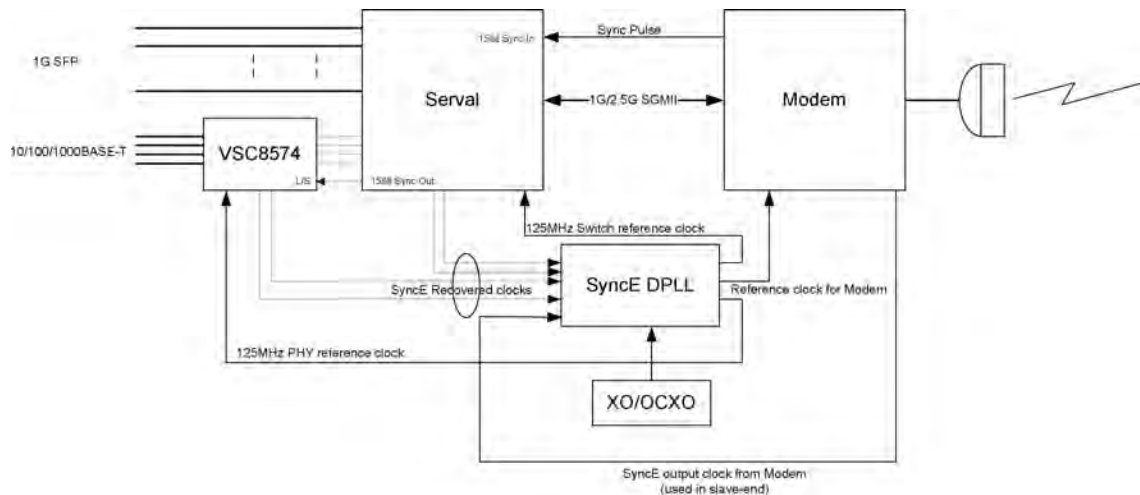 1588 Sync-In
Sync Pulse
1G SFP
Serval
1G/2.5G SGMII
Modem
10/100/1000BASE-T
VSC8574
L/S
1588 Sync-Out
125MHz Switch reference clock
SyncE DPLL
SyncE Recovered clocks
Reference clock for Modem
125MHz PHY reference clock
XO/OCXO
SyncE output clock from Modem
(used in slave-end)